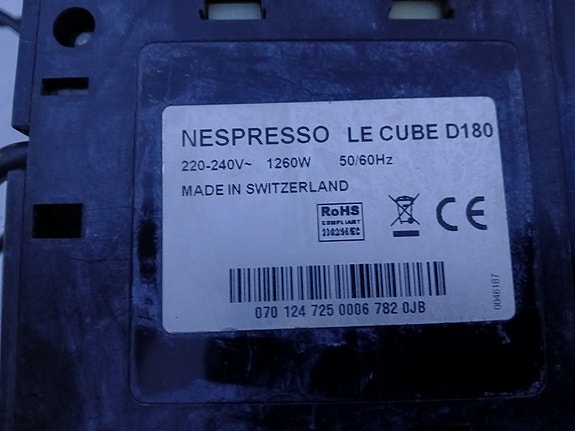 NESPRESSO LE CUBE D180
220-240V~ 1260W 50/60Hz
MADE IN SWITZERLAND
RoHS
COMPLIANT
2002/95/EC
CE
070 124 725 0006 782 0JB
0046187